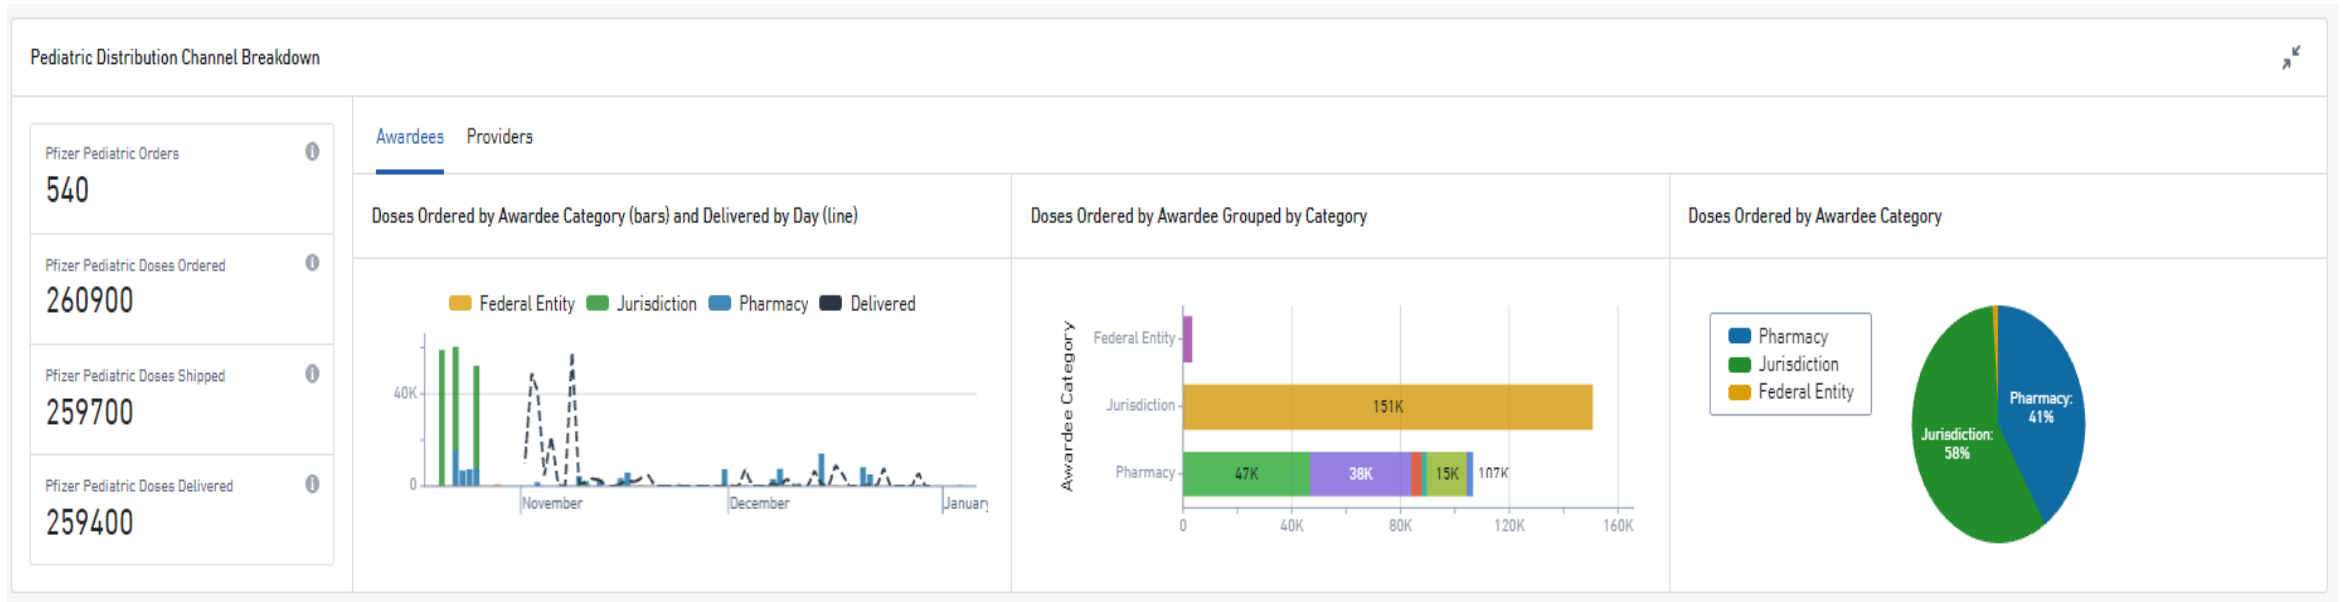 Pediatric Distribution Channel Breakdown
Pfizer Pediatric Orders
540
Pfizer Pediatric Doses Ordered
260900
Pfizer Pediatric Doses Shipped
259700
Pfizer Pediatric Doses Delivered
259400
Awardees Providers
Doses Ordered by Awardee Category (bars) and Delivered by Day (line)
Federal Entity Jurisdiction Pharmacy Delivered
40K
0
November December Januar
Doses Ordered by Awardee Grouped by Category
Awardee Category
Federal Entity
Jurisdiction 151K
Pharmacy 47K 38K 15K 107K
0 40K 80K 120K 160K
Doses Ordered by Awardee Category
Pharmacy
Jurisdiction
Federal Entity
Pharmacy:
41%
Jurisdiction:
58%